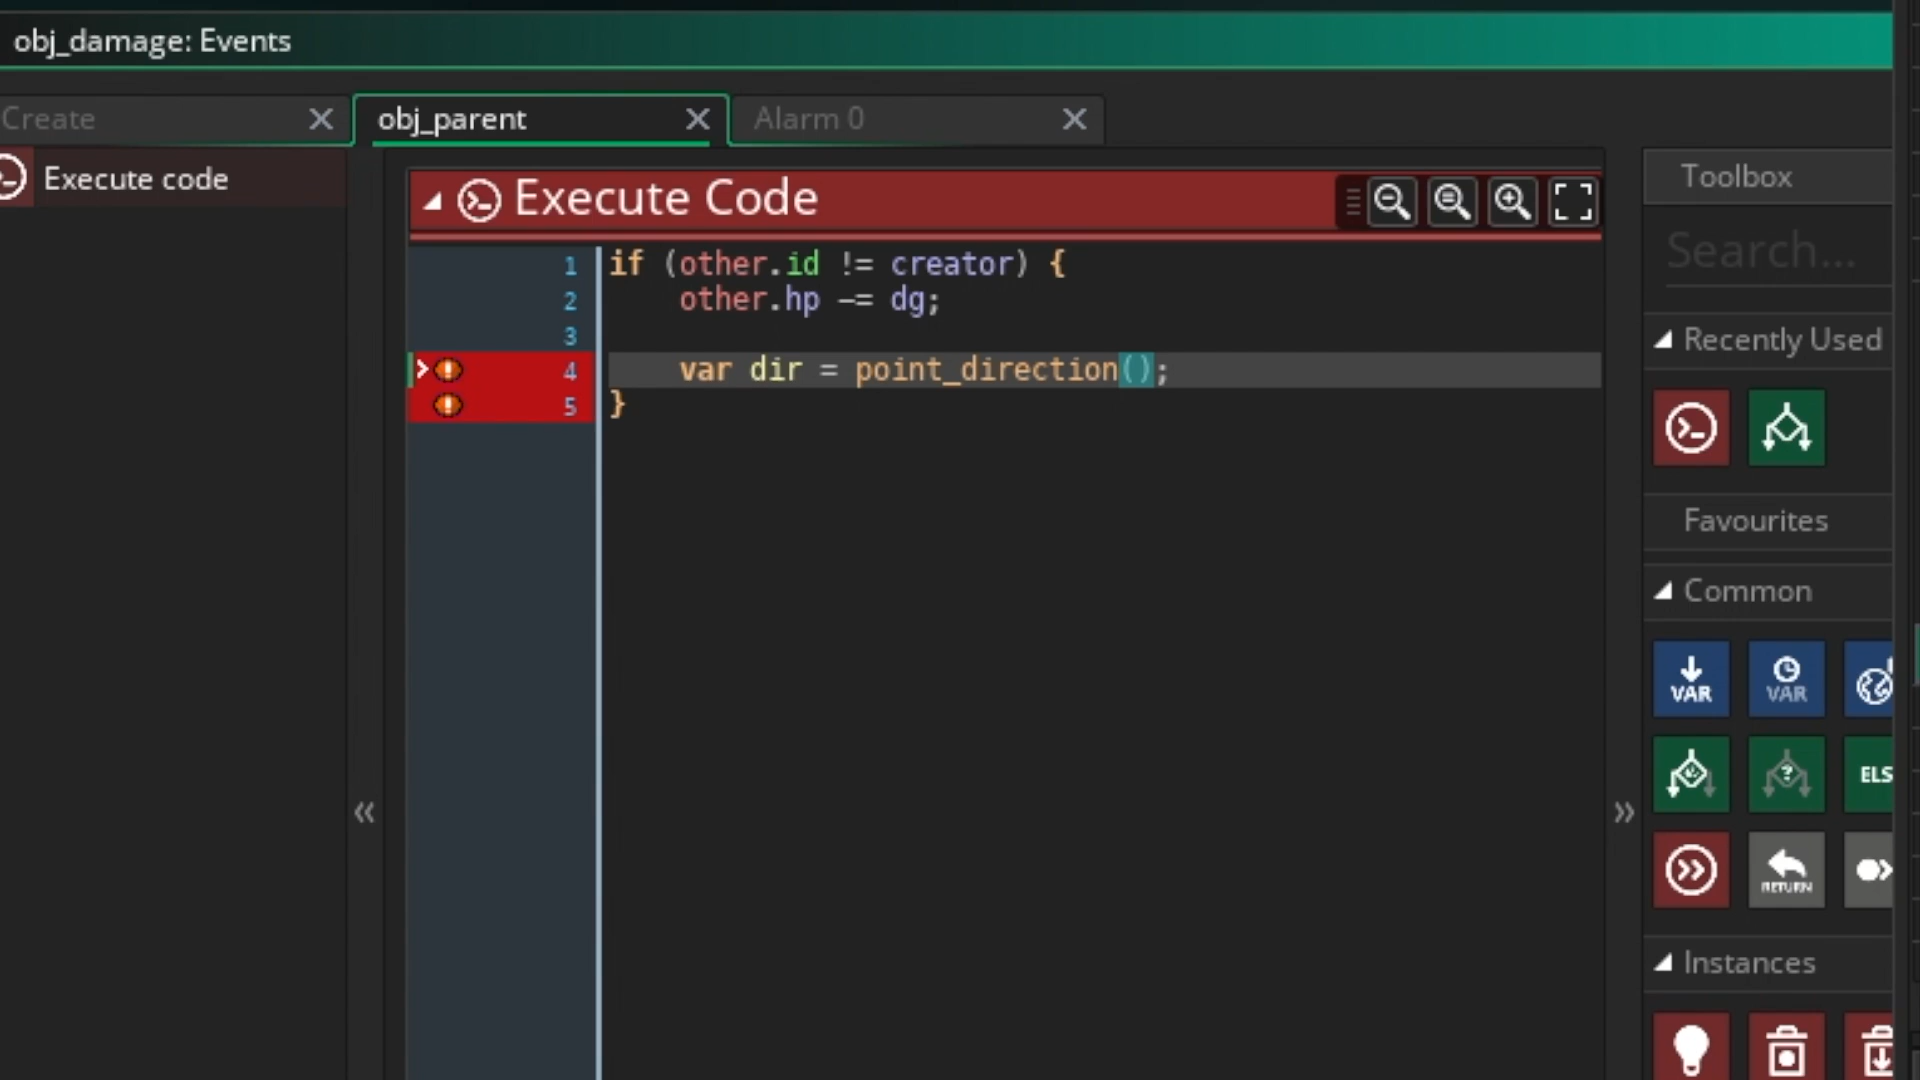 obj_damage: Events
Create
obj_parent
Alarm 0
Execute code
Execute Code
Toolbox
Search...
1 if (other.id != creator) {
2 other.hp -= dg;
3
4 var dir = point_direction();
5 }
Recently Used
Favourites
Common
VAR VAR
ELS
RETURN
Instances